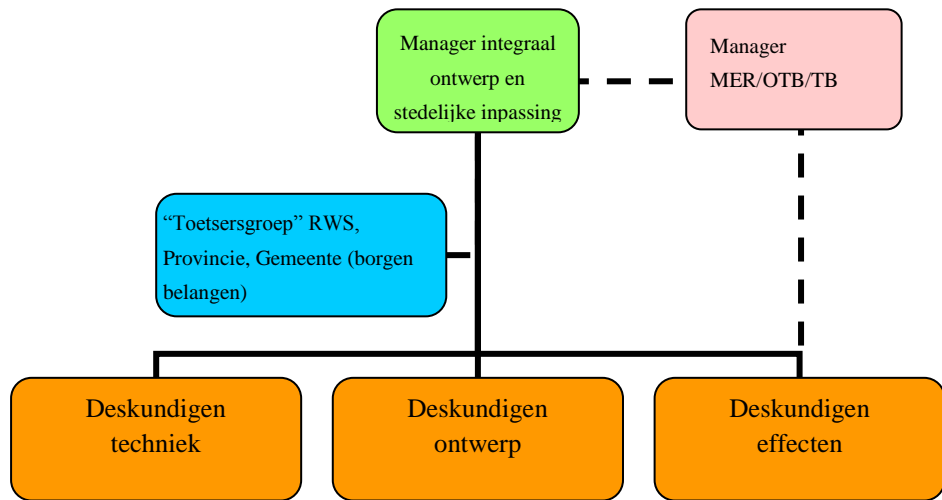 Manager integraal
ontwerp en
stedelijke inpassing
Manager
MER/OTB/TB
“Toetsersgroep” RWS,
Provincie, Gemeente (borgen
belangen)
Deskundigen
techniek
Deskundigen
ontwerp
Deskundigen
effecten